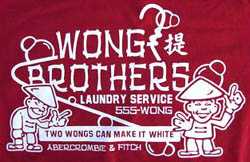 WONG 提
BROTHERS
LAUNDRY SERVICE
555-WONG
TWO WONGS CAN MAKE IT WHITE
ABERCROMBIE & FITCH